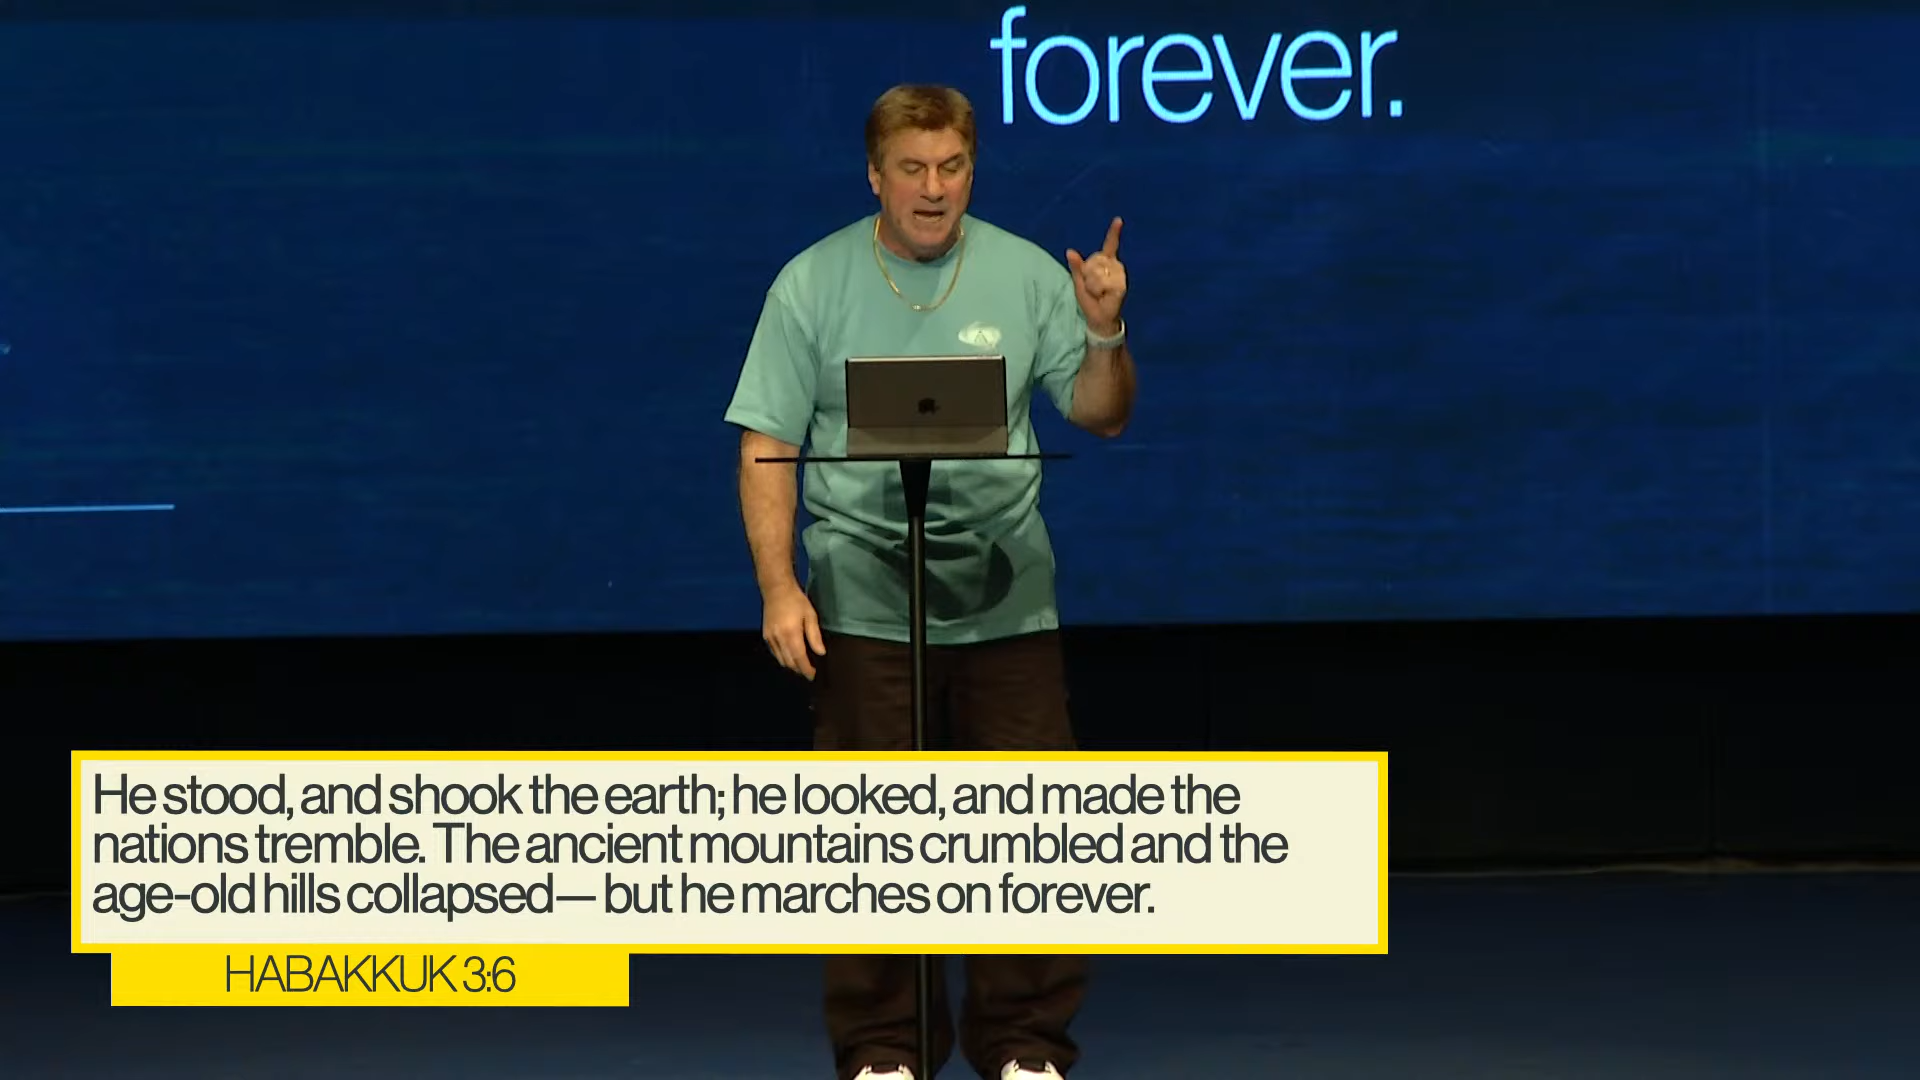 forever.
He stood, and shook the earth; he looked, and made the
nations tremble. The ancient mountains crumbled and the
age-old hills collapsed— but he marches on forever.
HABAKKUK 3:6